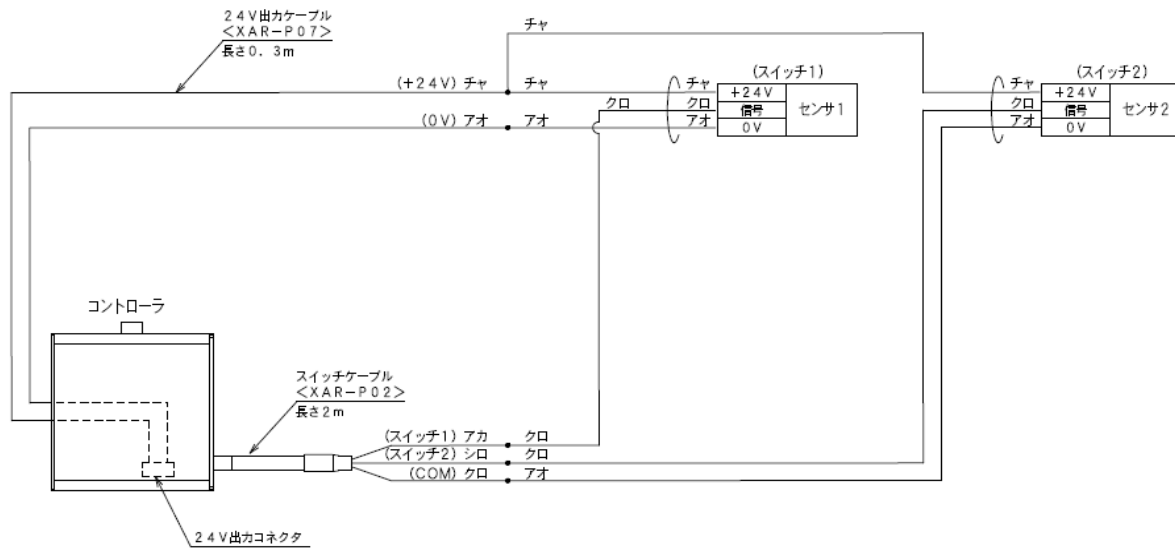 24V出力ケーブル
<XAR-P07>
長さ0.3m
チャ
(+24V) チャ チャ
(0V) アオ アオ
クロ
チャ
クロ
アオ
(スイッチ1)
+24V
信号
0V
センサ1
チャ
クロ
アオ
(スイッチ2)
+24V
信号
0V
センサ2
コントローラ
スイッチケーブル
<XAR-P02>
長さ2m
(スイッチ1) アカ クロ
(スイッチ2) シロ クロ
(COM) クロ アオ
24V出力コネクタ